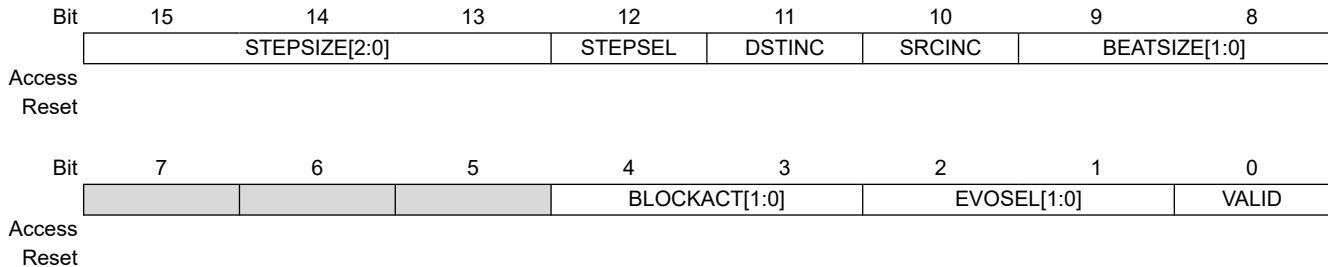 Bit 15 14 13 12 11 10 9 8
STEPSIZE[2:0] STEPSEL DSTINC SRCINC BEATSIZE[1:0]
Access
Reset
Bit 7 6 5 4 3 2 1 0
BLOCKACT[1:0] EVOSEL[1:0] VALID
Access
Reset